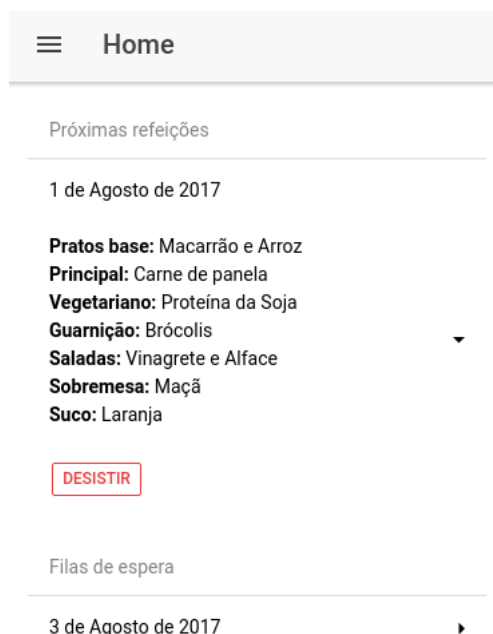 Home
Próximas refeições
1 de Agosto de 2017
Pratos base: Macarrão e Arroz
Principal: Carne de panela
Vegetariano: Proteína da Soja
Guarnição: Brócolis
Saladas: Vinagrete e Alface
Sobremesa: Maçã
Suco: Laranja
DESISTIR
Filas de espera
3 de Agosto de 2017